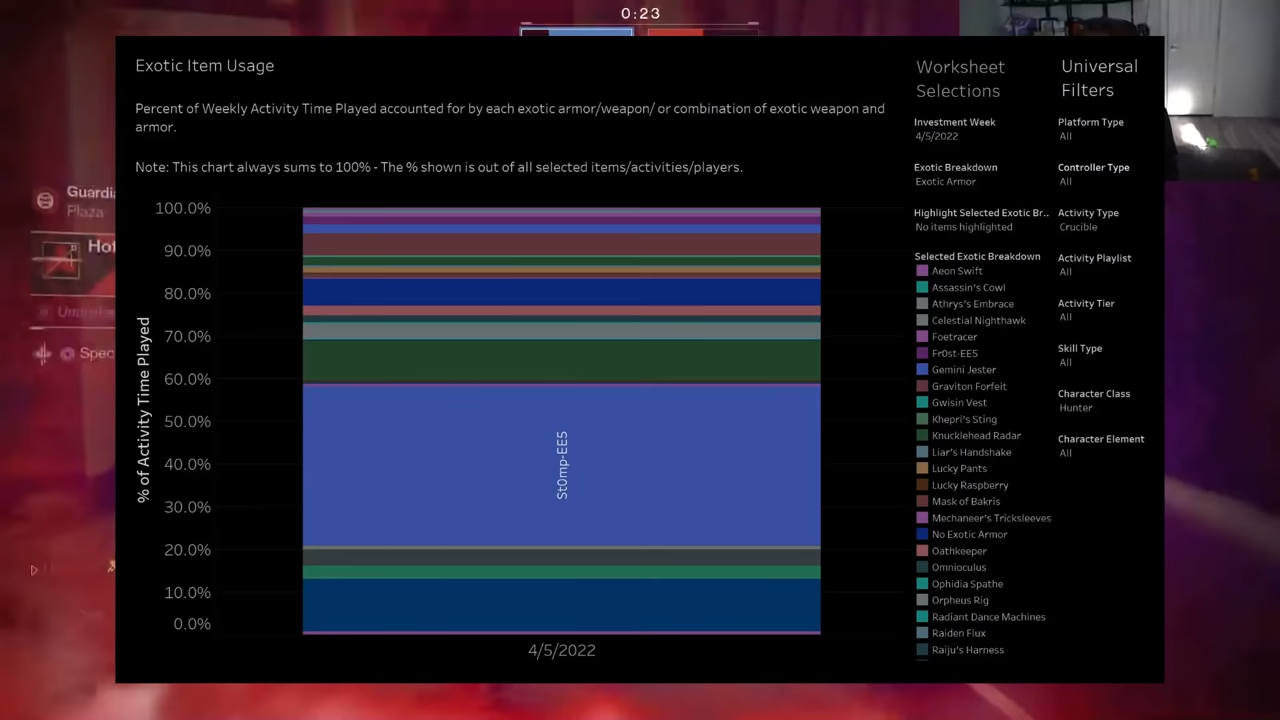 0:23
Exotic Item Usage
Percent of Weekly Activity Time Played accounted for by each exotic armor/weapon/ or combination of exotic weapon and
armor.
Note: This chart always sums to 100% - The % shown is out of all selected items/activities/players.
100.0%
90.0%
80.0%
70.0%
60.0%
50.0%
40.0%
30.0%
20.0%
10.0%
0.0%
% of Activity Time Played
St0mp-EE5
4/5/2022
Worksheet
Selections
Investment Week
4/5/2022
Exotic Breakdown
Exotic Armor
Highlight Selected Exotic Br..
No items highlighted
Selected Exotic Breakdown
Aeon Swift
Assassin's Cowl
Athrys's Embrace
Celestial Nighthawk
Foetracer
Fr0st-EE5
Gemini Jester
Graviton Forfeit
Gwisin Vest
Khepri's Sting
Knucklehead Radar
Liar's Handshake
Lucky Pants
Lucky Raspberry
Mask of Bakris
Mechaneer's Tricksleeves
No Exotic Armor
Oathkeeper
Omnioculus
Ophidia Spathe
Orpheus Rig
Radiant Dance Machines
Raiden Flux
Raiju's Harness
Universal
Filters
Platform Type
All
Controller Type
All
Activity Type
Crucible
Activity Playlist
All
Activity Tier
All
Skill Type
All
Character Class
Hunter
Character Element
All
Guardi
Plaza
Hot
Spec